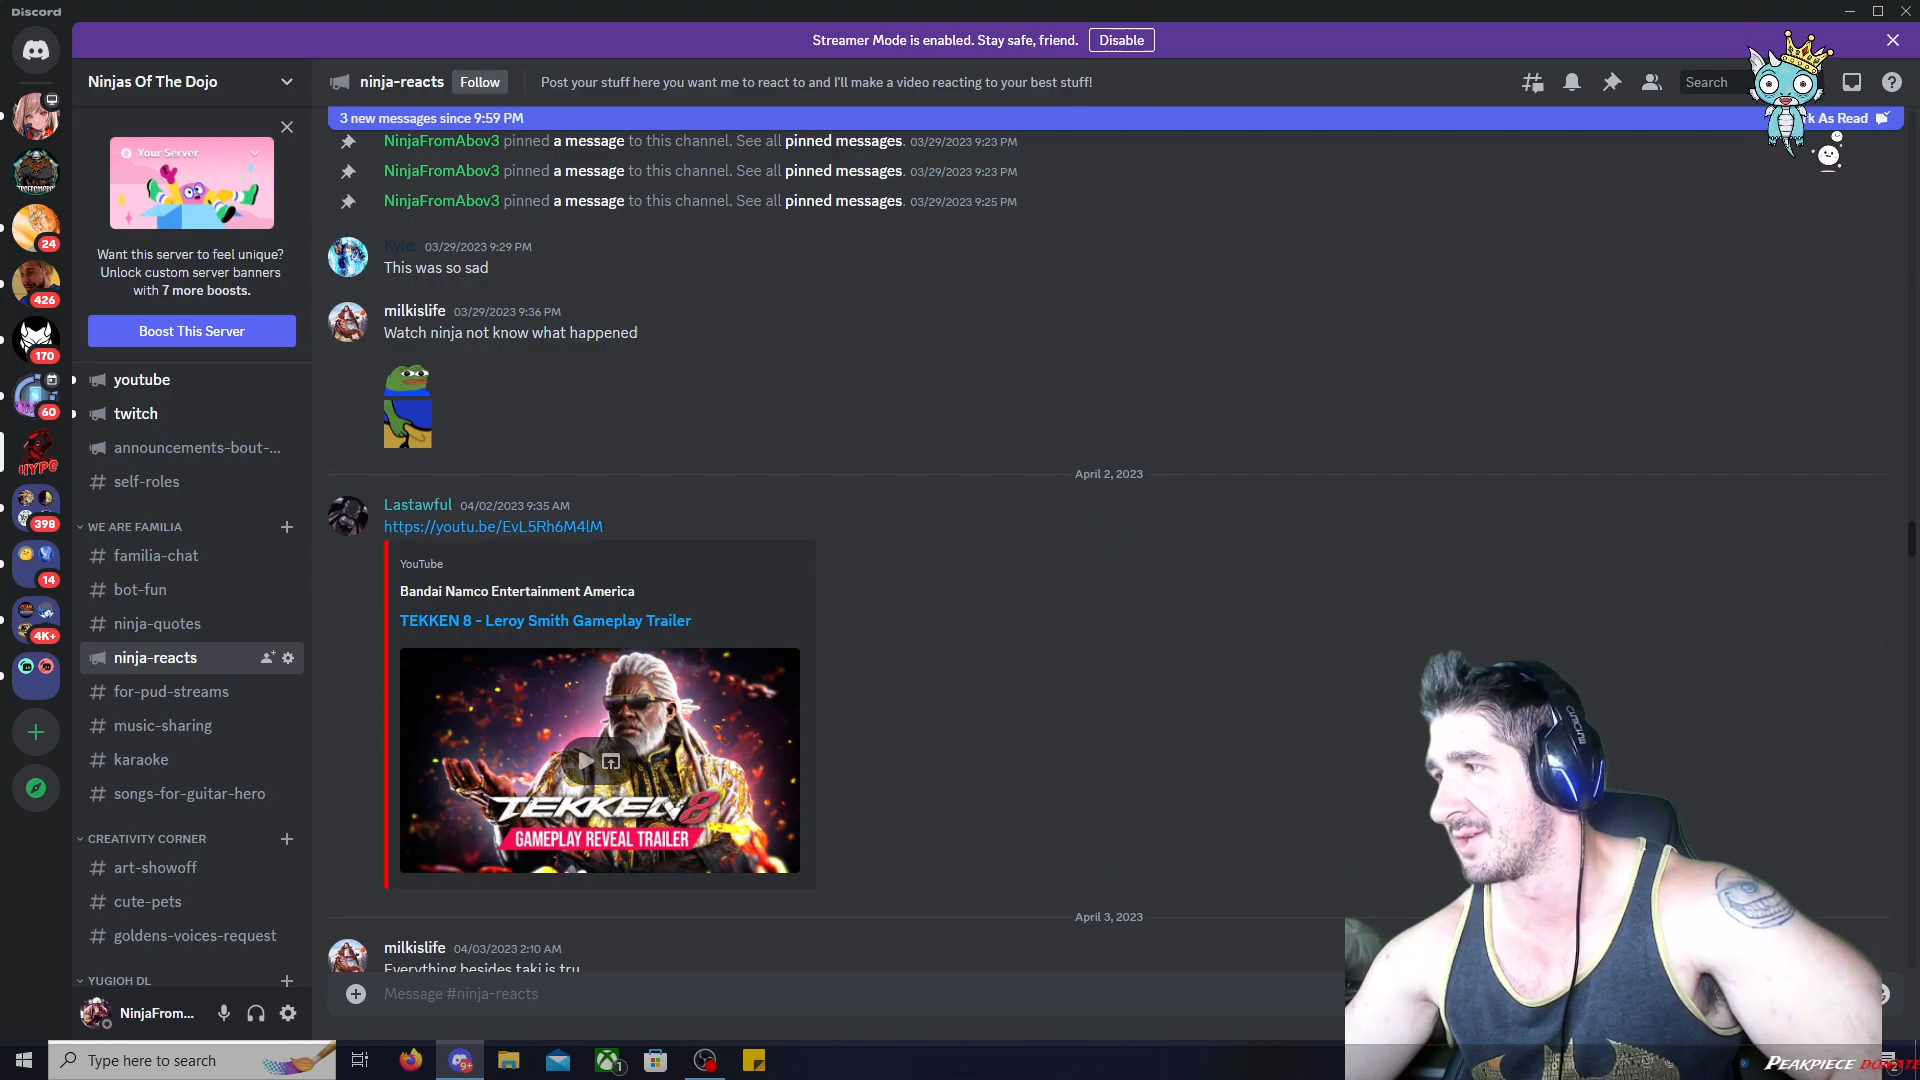 Discord
Streamer Mode is enabled. Stay safe, friend.
Disable
Ninjas Of The Dojo
ninja-reacts
Follow
Post your stuff here you want me to react to and I'll make a video reacting to your best stuff!
Search
3 new messages since 9:59 PM
k As Read
Your Server
Want this server to feel unique?
Unlock custom server banners
with 7 more boosts.
Boost This Server
24
426
170
60
HYPE
398
14
4K+
youtube
twitch
announcements-bout-...
self-roles
WE ARE FAMILIA
familia-chat
bot-fun
ninja-quotes
ninja-reacts
for-pud-streams
music-sharing
karaoke
songs-for-guitar-hero
CREATIVITY CORNER
art-showoff
cute-pets
goldens-voices-request
YUGIOH DL
NinjaFrom...
NinjaFromAbov3 pinned a message to this channel. See all pinned messages. 03/29/2023 9:23 PM
NinjaFromAbov3 pinned a message to this channel. See all pinned messages. 03/29/2023 9:23 PM
NinjaFromAbov3 pinned a message to this channel. See all pinned messages. 03/29/2023 9:25 PM
Kyle. 03/29/2023 9:29 PM
This was so sad
milkislife 03/29/2023 9:36 PM
Watch ninja not know what happened
April 2, 2023
Lastawful 04/02/2023 9:35 AM
https://youtu.be/EvL5Rh6M4lM
YouTube
Bandai Namco Entertainment America
TEKKEN 8 - Leroy Smith Gameplay Trailer
TEKKEN 8
GAMEPLAY REVEAL TRAILER
April 3, 2023
milkislife 04/03/2023 2:10 AM
Everything besides taki is tru
Message #ninja-reacts
Type here to search
9+
1
PEAKPIECE DONATE
2